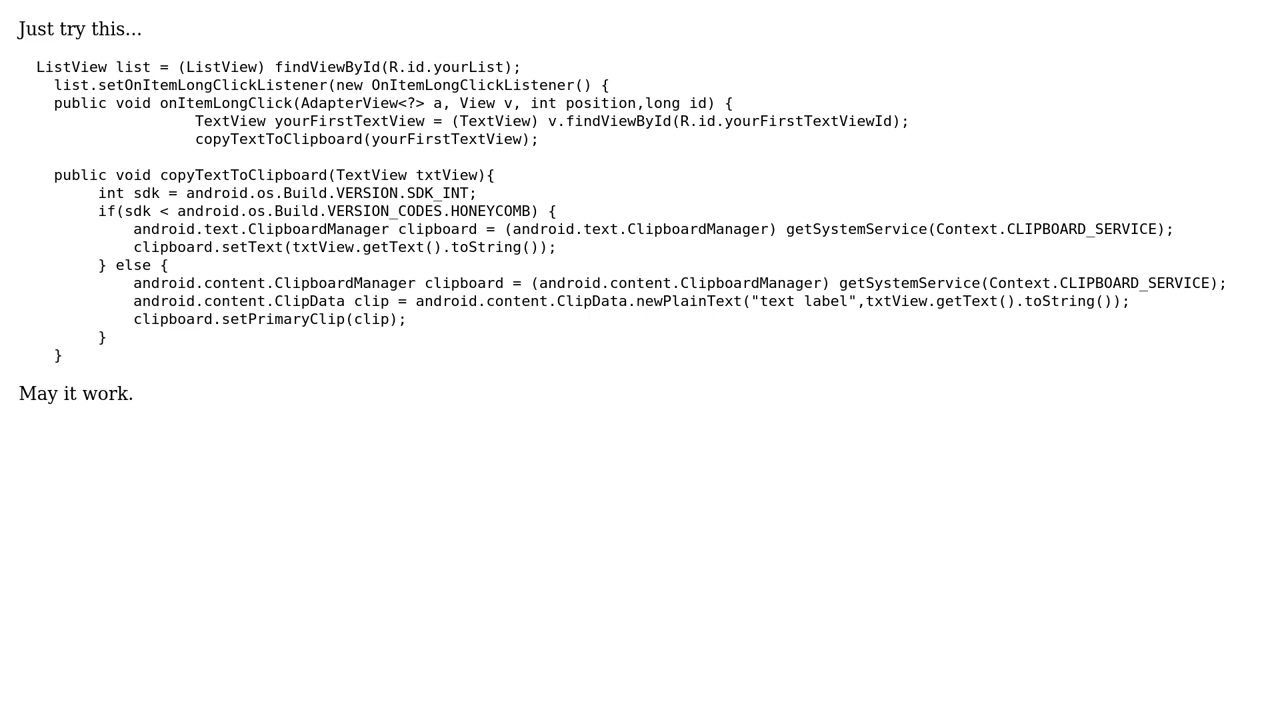 Just try this...
ListView list = (ListView) findViewById(R.id.yourList);
list.setOnItemLongClickListener(new OnItemLongClickListener() {
public void onItemLongClick(AdapterView<?> a, View v, int position,long id) {
TextView yourFirstTextView = (TextView) v.findViewById(R.id.yourFirstTextViewId);
copyTextToClipboard(yourFirstTextView);
public void copyTextToClipboard(TextView txtView){
int sdk = android.os.Build.VERSION.SDK_INT;
if(sdk < android.os.Build.VERSION_CODES.HONEYCOMB) {
android.text.ClipboardManager clipboard = (android.text.ClipboardManager) getSystemService(Context.CLIPBOARD_SERVICE);
clipboard.setText(txtView.getText().toString());
} else {
android.content.ClipboardManager clipboard = (android.content.ClipboardManager) getSystemService(Context.CLIPBOARD_SERVICE);
android.content.ClipData clip = android.content.ClipData.newPlainText("text label",txtView.getText().toString());
clipboard.setPrimaryClip(clip);
}
}
May it work.